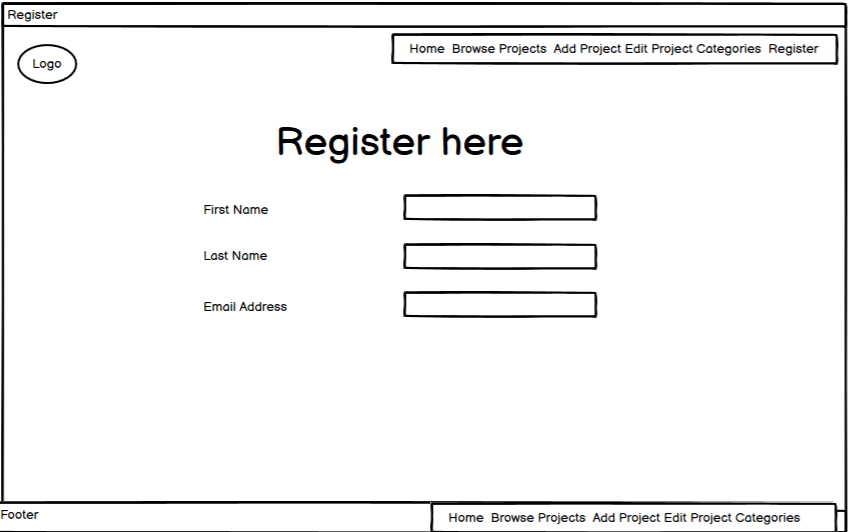 Register
Logo
Home Browse Projects Add Project Edit Project Categories Register
Register here
First Name
Last Name
Email Address
Footer
Home Browse Projects Add Project Edit Project Categories